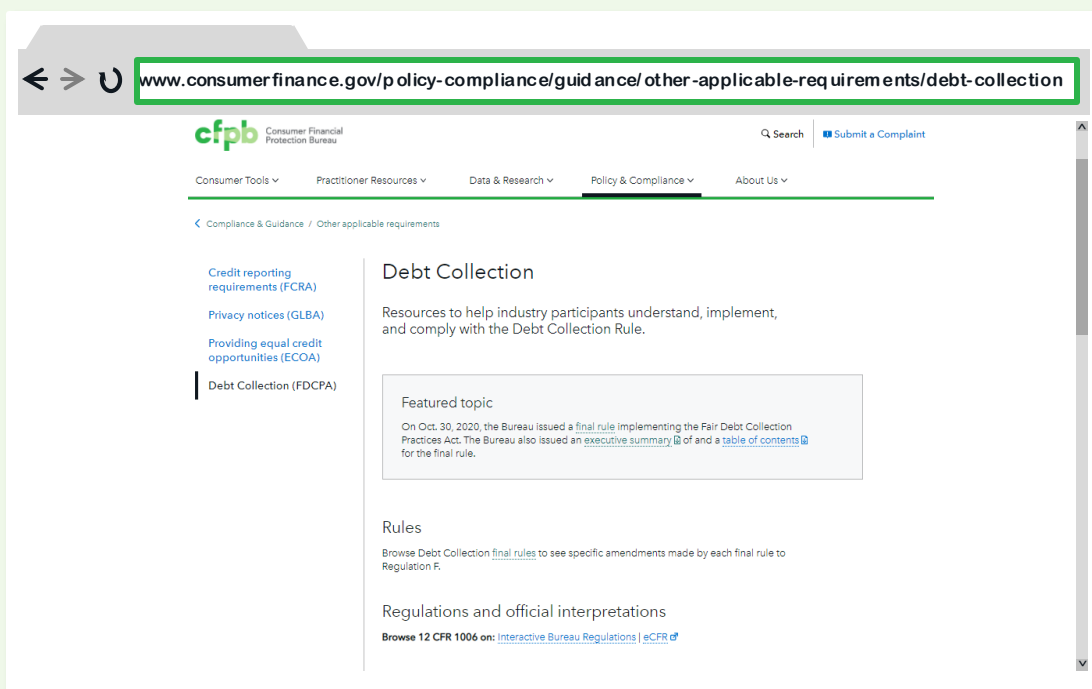 www.consumerfinance.gov/policy-compliance/guidance/other-applicable-requirements/debt-collection
cfpb Consumer Financial
Protection Bureau
Search
Submit a Complaint
Consumer Tools
Practitioner Resources
Data & Research
Policy & Compliance
About Us
Compliance & Guidance / Other applicable requirements
Credit reporting
requirements (FCRA)
Privacy notices (GLBA)
Providing equal credit
opportunities (ECOA)
Debt Collection (FDCPA)
Debt Collection
Resources to help industry participants understand, implement,
and comply with the Debt Collection Rule.
Featured topic
On Oct. 30, 2020, the Bureau issued a final rule implementing the Fair Debt Collection
Practices Act. The Bureau also issued an executive summary of and a table of contents
for the final rule.
Rules
Browse Debt Collection final rules to see specific amendments made by each final rule to
Regulation F.
Regulations and official interpretations
Browse 12 CFR 1006 on: Interactive Bureau Regulations | eCFR